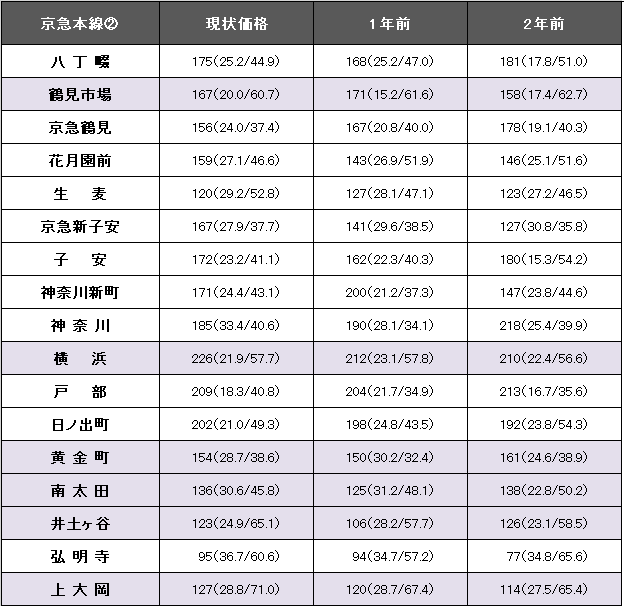 京急本線② 現状価格 1年前 2年前
八丁畷 175(25.2/44.9) 168(25.2/47.0) 181(17.8/51.0)
鶴見市場 167(20.0/60.7) 171(15.2/61.6) 158(17.4/62.7)
京急鶴見 156(24.0/37.4) 167(20.8/40.0) 178(19.1/40.3)
花月園前 159(27.1/46.6) 143(26.9/51.9) 146(25.1/51.6)
生麦 120(29.2/52.8) 127(28.1/47.1) 123(27.2/46.5)
京急新子安 167(27.9/37.7) 141(29.6/38.5) 127(30.8/35.8)
子安 172(23.2/41.1) 162(22.3/40.3) 180(15.3/54.2)
神奈川新町 171(24.4/43.1) 200(21.2/37.3) 147(23.8/44.6)
神奈川 185(33.4/40.6) 190(28.1/34.1) 218(25.4/39.9)
横浜 226(21.9/57.7) 212(23.1/57.8) 210(22.4/56.6)
戸部 209(18.3/40.8) 204(21.7/34.9) 213(16.7/35.6)
日ノ出町 202(21.0/49.3) 198(24.8/43.5) 192(23.8/54.3)
黄金町 154(28.7/38.6) 150(30.2/32.4) 161(24.6/38.9)
南太田 136(30.6/45.8) 125(31.2/48.1) 138(22.8/50.2)
井土ヶ谷 123(24.9/65.1) 106(28.2/57.7) 126(23.1/58.5)
弘明寺 95(36.7/60.6) 94(34.7/57.2) 77(34.8/65.6)
上大岡 127(28.8/71.0) 120(28.7/67.4) 114(27.5/65.4)